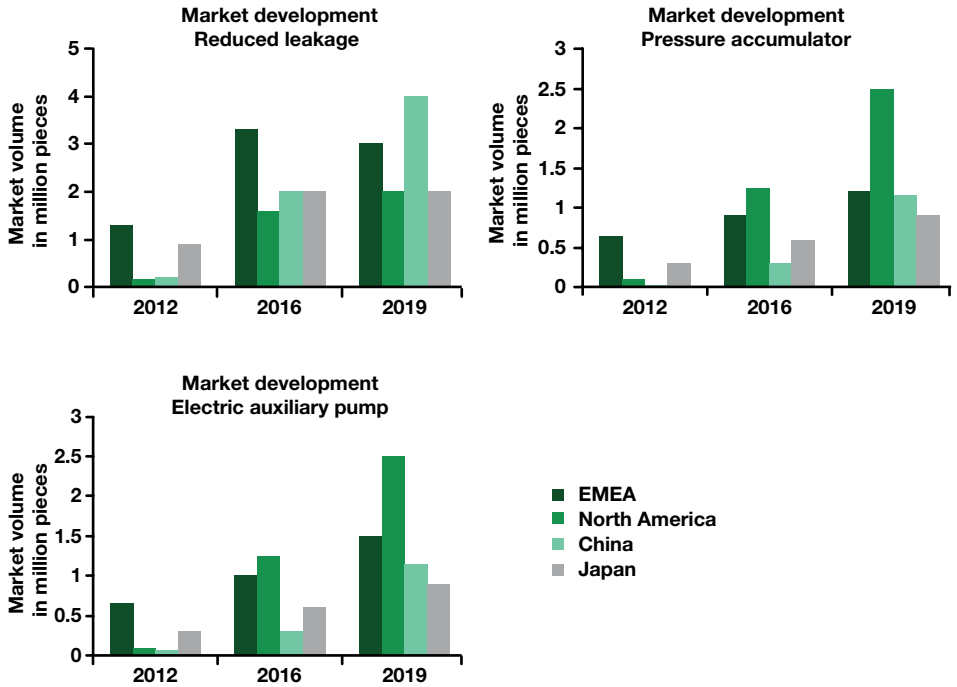 Market development
Reduced leakage
Market volume
in million pieces
5
4
3
2
1
0
2012 2016 2019
Market development
Pressure accumulator
Market volume
in million pieces
3
2.5
2
1.5
1
0.5
0
2012 2016 2019
Market development
Electric auxiliary pump
Market volume
in million pieces
3
2.5
2
1.5
1
0.5
0
2012 2016 2019
EMEA
North America
China
Japan